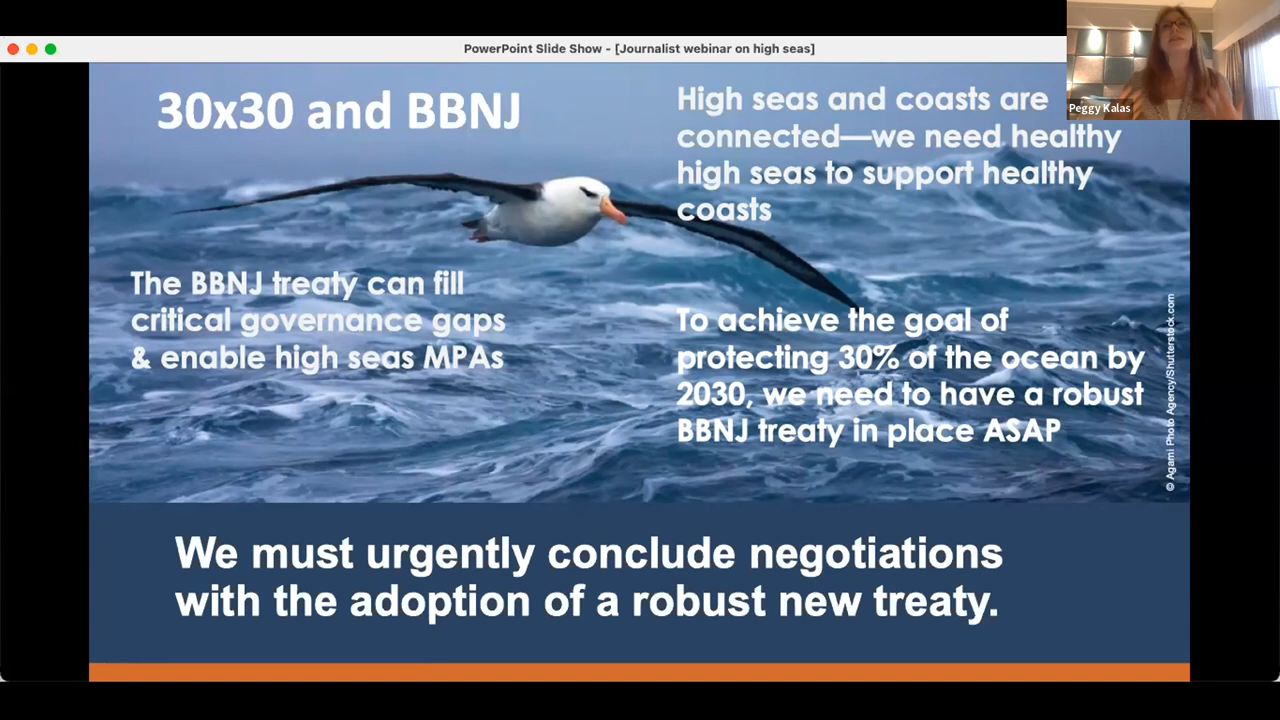 PowerPoint Slide Show - [Journalist webinar on high seas]
Peggy Kalas
30x30 and BBNJ
High seas and coasts are
connected—we need healthy
high seas to support healthy
coasts
The BBNJ treaty can fill
critical governance gaps
& enable high seas MPAs
To achieve the goal of
protecting 30% of the ocean by
2030, we need to have a robust
BBNJ treaty in place ASAP
© Agami Photo Agency/Shutterstock.com
We must urgently conclude negotiations
with the adoption of a robust new treaty.